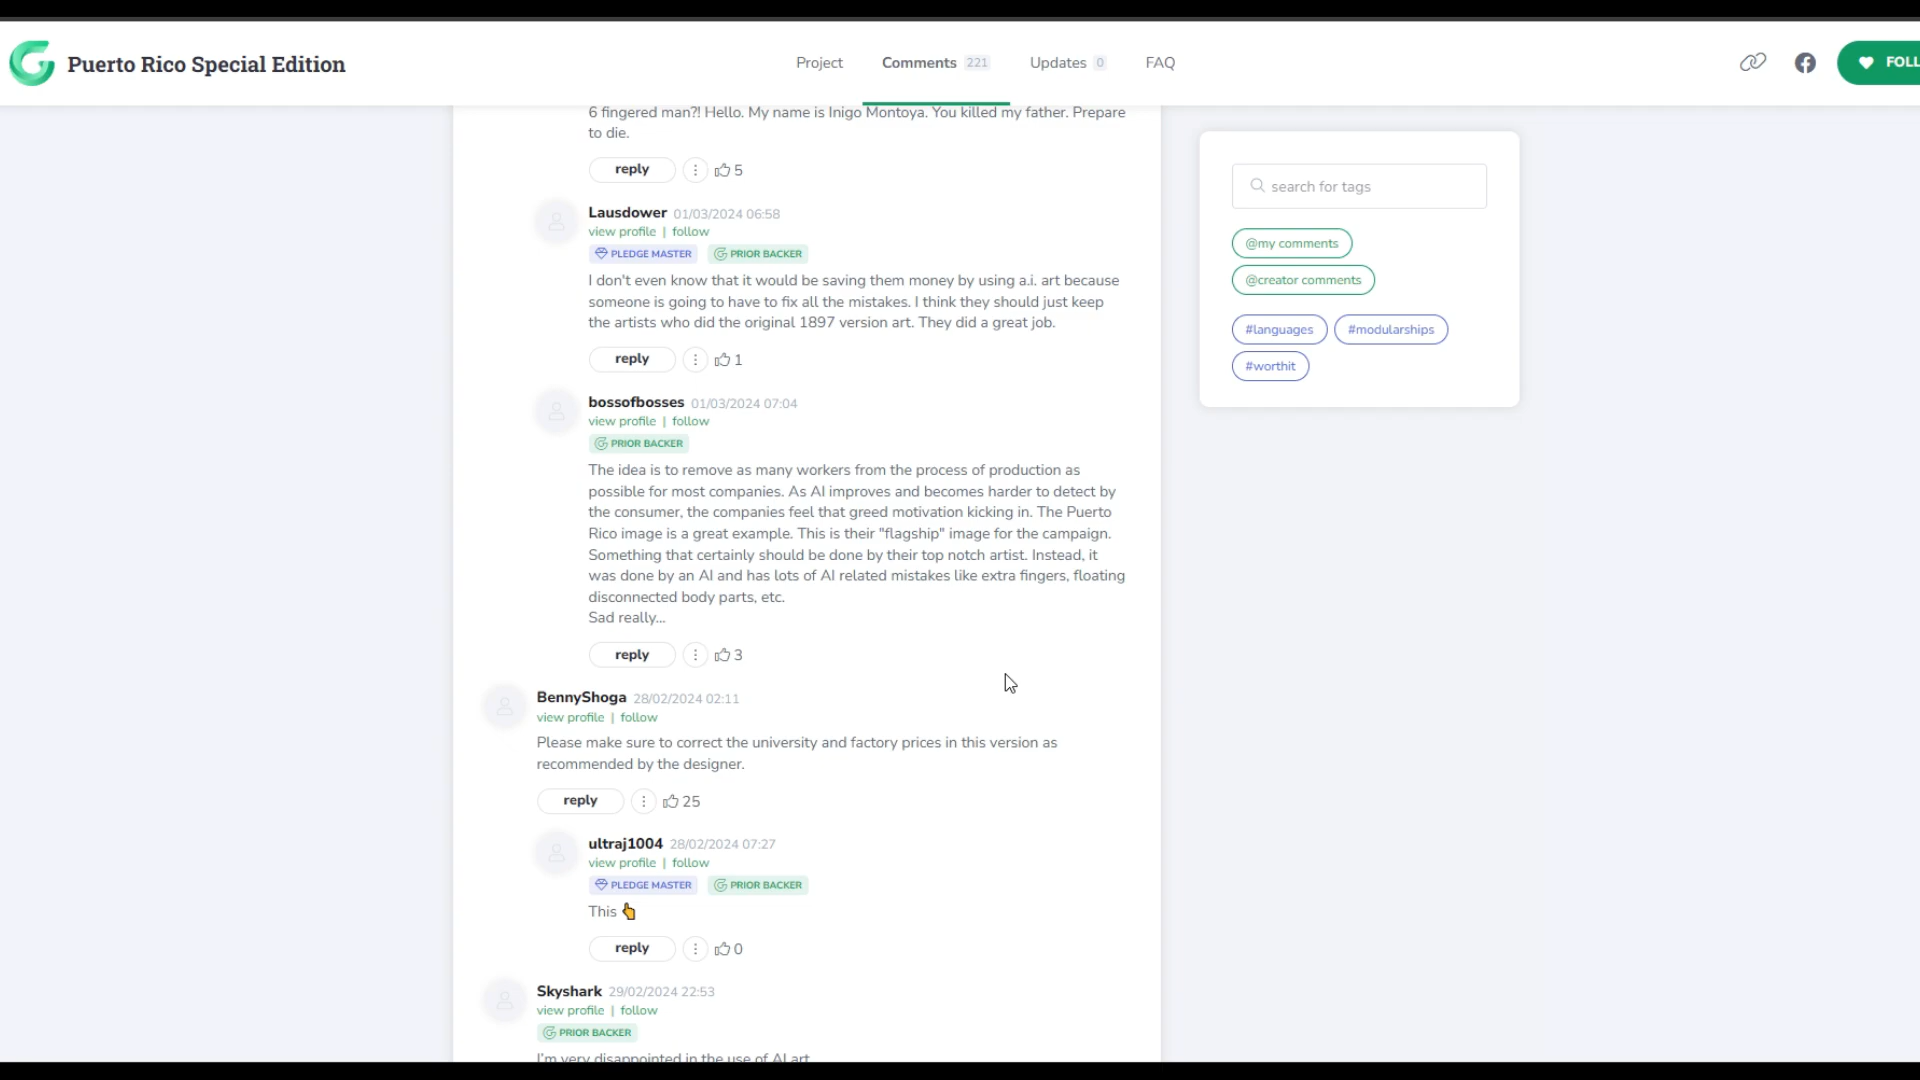 Puerto Rico Special Edition
Project
Comments 221
Updates 0
FAQ
FOLL
6 fingered man?! Hello. My name is Inigo Montoya. You killed my father. Prepare
to die.
reply
5
Lausdower 01/03/2024 06:58
view profile | follow
PLEDGE MASTER PRIOR BACKER
I don't even know that it would be saving them money by using a.i. art because
someone is going to have to fix all the mistakes. I think they should just keep
the artists who did the original 1897 version art. They did a great job.
reply
1
bossofbosses 01/03/2024 07:04
view profile | follow
PRIOR BACKER
The idea is to remove as many workers from the process of production as
possible for most companies. As AI improves and becomes harder to detect by
the consumer, the companies feel that greed motivation kicking in. The Puerto
Rico image is a great example. This is their "flagship" image for the campaign.
Something that certainly should be done by their top notch artist. Instead, it
was done by an AI and has lots of AI related mistakes like extra fingers, floating
disconnected body parts, etc.
Sad really...
reply
3
BennyShoga 28/02/2024 02:11
view profile | follow
Please make sure to correct the university and factory prices in this version as
recommended by the designer.
reply
25
ultraj1004 28/02/2024 07:27
view profile | follow
PLEDGE MASTER PRIOR BACKER
This 👆
reply
0
Skyshark 29/02/2024 22:53
view profile | follow
PRIOR BACKER
I'm very disappointed in the use of AI art
search for tags
@my comments
@creator comments
#languages #modularships
#worthit